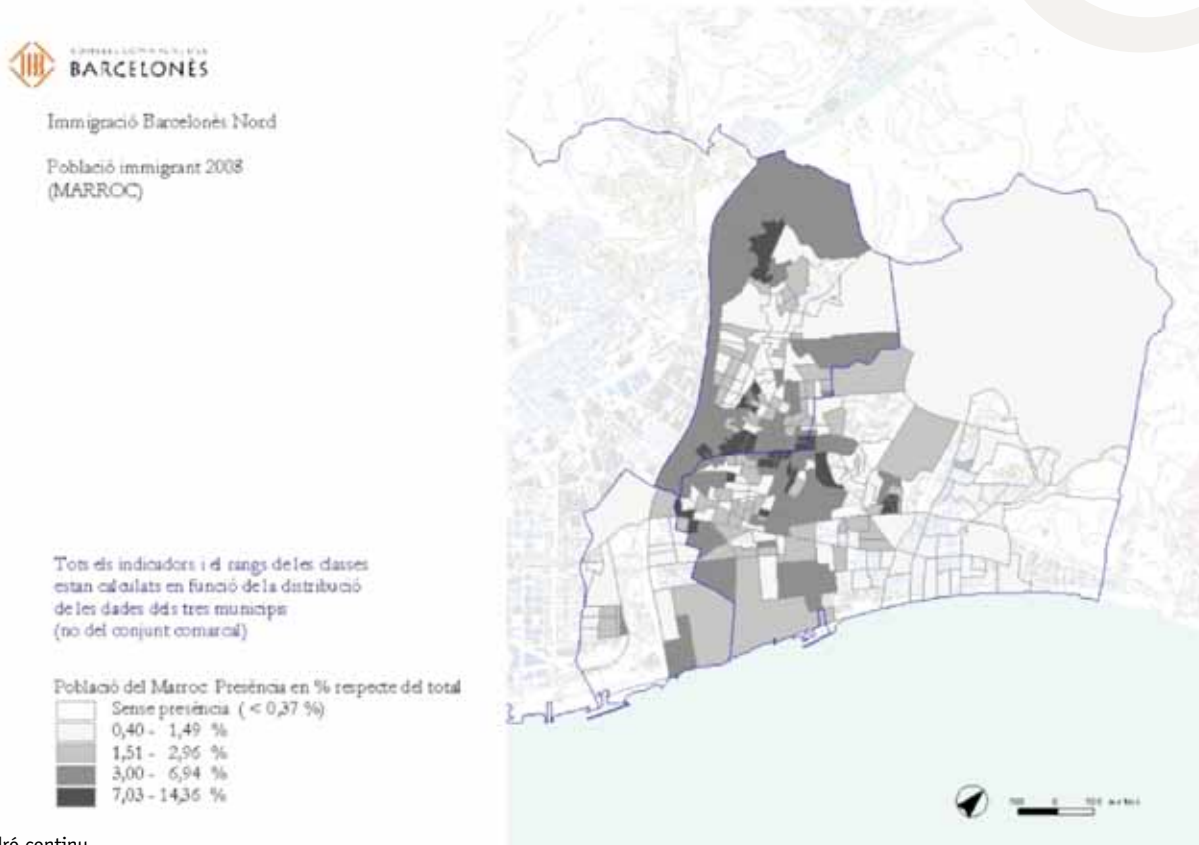 BARCELONÈS
Immigració Barcelonès Nord
Població immigrant 2008
(MARROC)
Tots els indicadors i el rangs de les classes
estan calculats en funció de la distribució
de les dades dels tres municipis
(no del conjunt comarcal)
Població del Marroc: Presència en % respecte del total
Sense presència ( < 0,37 %)
0,40 - 1,49 %
1,51 - 2,96 %
3,00 - 6,94 %
7,03 - 14,36 %
continu